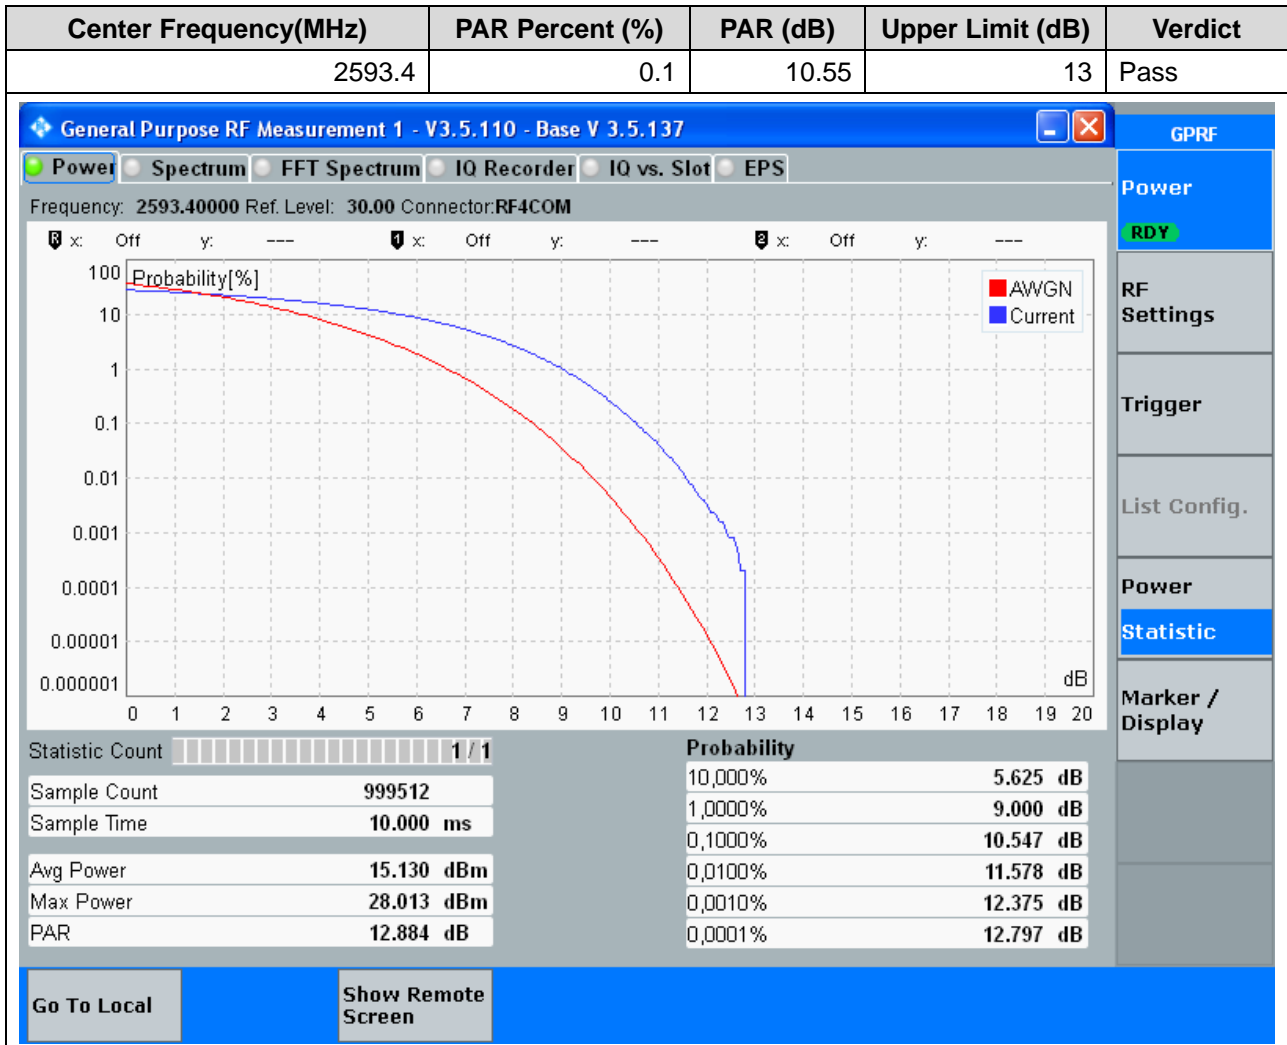 Center Frequency(MHz) PAR Percent (%) PAR (dB) Upper Limit (dB) Verdict
2593.4 0.1 10.55 13 Pass
General Purpose RF Measurement 1 - V3.5.110 - Base V 3.5.137
GPRF
Power Spectrum FFT Spectrum IQ Recorder IQ vs. Slot EPS
Frequency: 2593.40000 Ref. Level: 30.00 Connector:RF4COM
R x: Off y: --- 1 x: Off y: --- 2 x: Off y: ---
Probability[%]
AWGN
Current
100
10
1
0.1
0.01
0.001
0.0001
0.00001
0.000001
dB
0 1 2 3 4 5 6 7 8 9 10 11 12 13 14 15 16 17 18 19 20
Statistic Count 1 / 1
Sample Count 999512
Sample Time 10.000 ms
Avg Power 15.130 dBm
Max Power 28.013 dBm
PAR 12.884 dB
Probability
10,000% 5.625 dB
1,0000% 9.000 dB
0,1000% 10.547 dB
0,0100% 11.578 dB
0,0010% 12.375 dB
0,0001% 12.797 dB
Power
RDY
RF
Settings
Trigger
List Config.
Power
Statistic
Marker /
Display
Go To Local
Show Remote
Screen